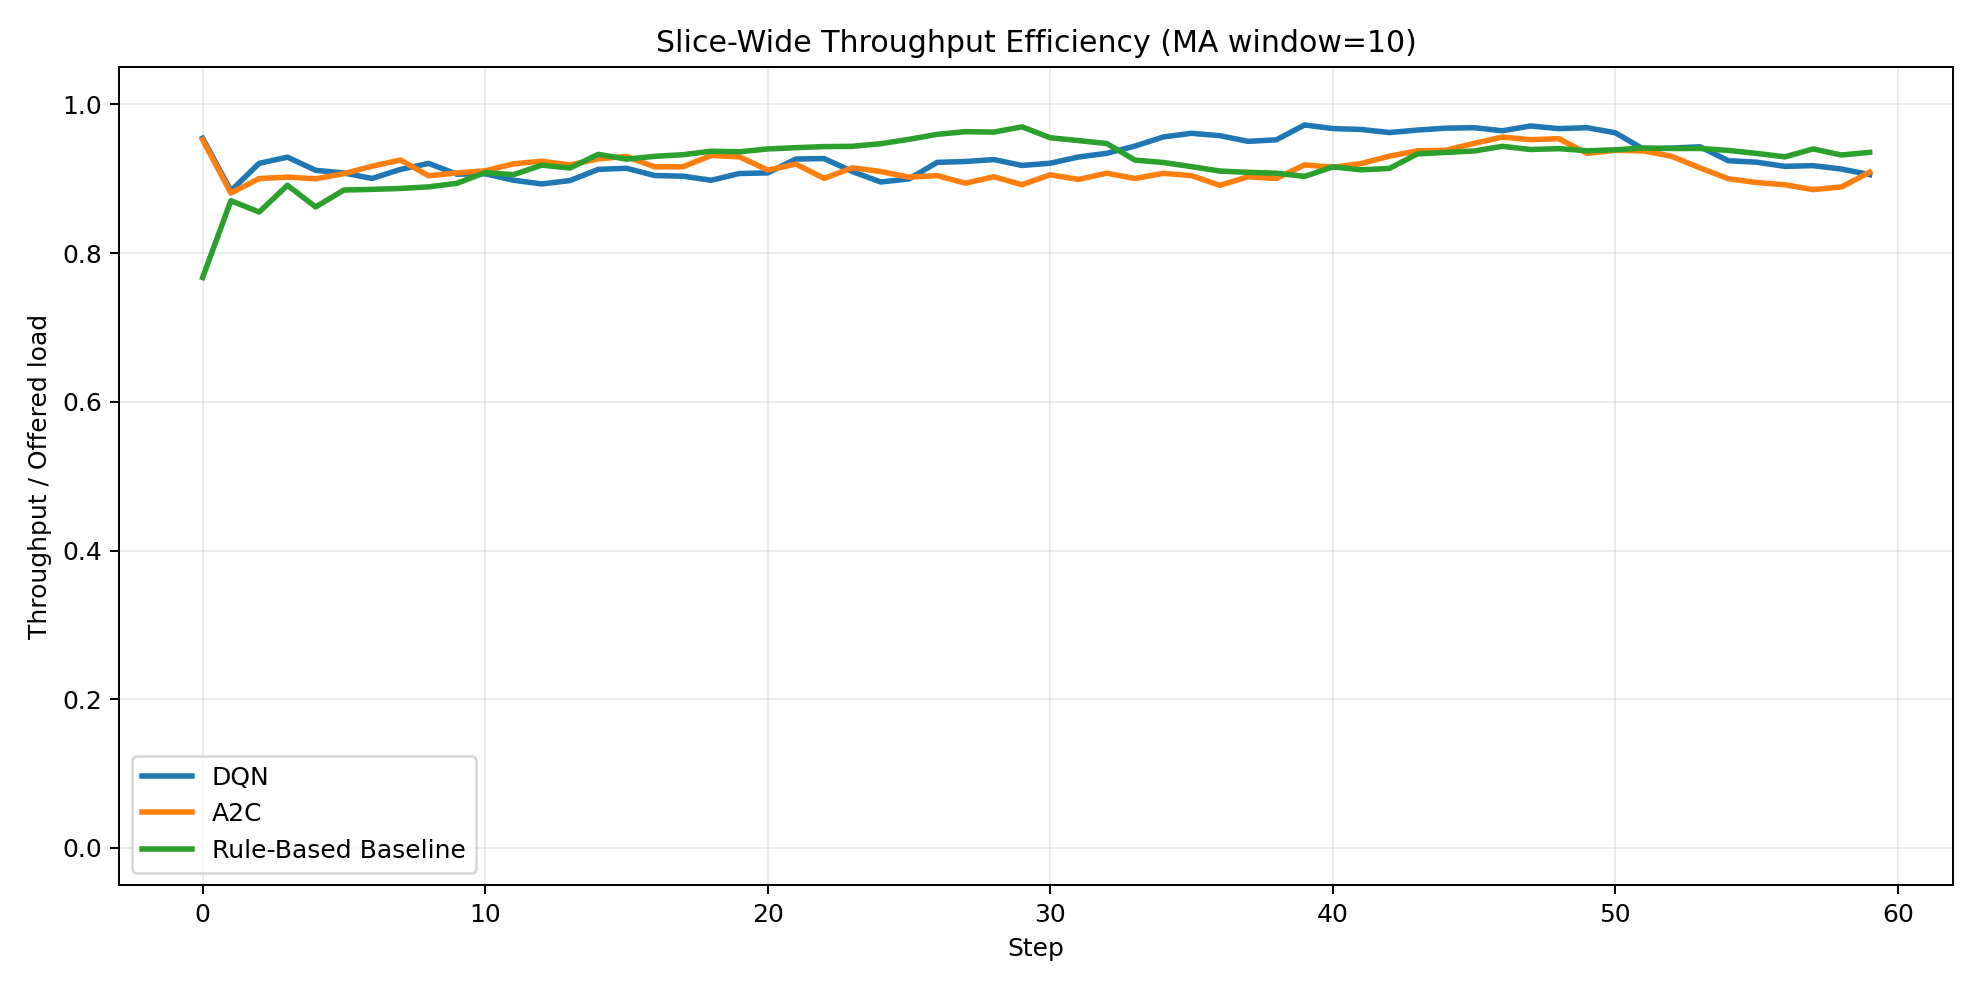 Slice-Wide Throughput Efficiency (MA window=10)
Throughput / Offered load
1.0
0.8
0.6
0.4
0.2
0.0
DQN
A2C
Rule-Based Baseline
0 10 20 30 40 50 60
Step